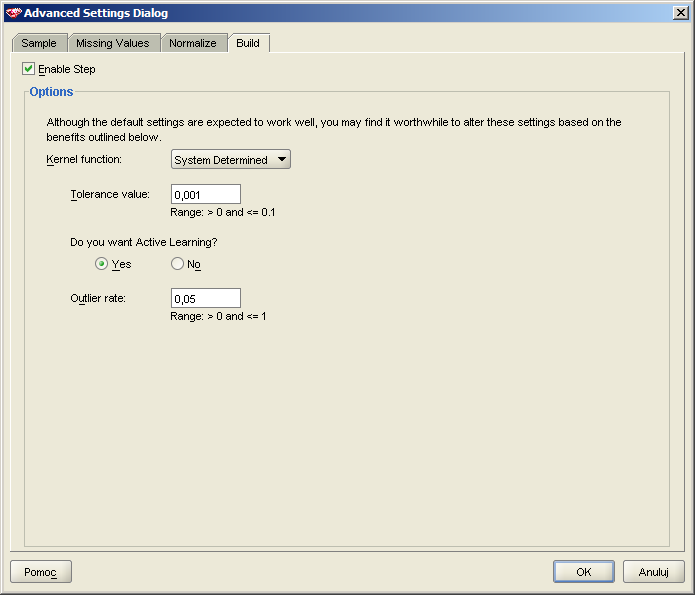 Advanced Settings Dialog
Sample Missing Values Normalize Build
Enable Step
Options
Although the default settings are expected to work well, you may find it worthwhile to alter these settings based on the
benefits outlined below.
Kernel function: System Determined
Tolerance value: 0,001
Range: > 0 and <= 0.1
Do you want Active Learning?
Yes No
Outlier rate: 0,05
Range: > 0 and <= 1
Pomoc OK Anuluj